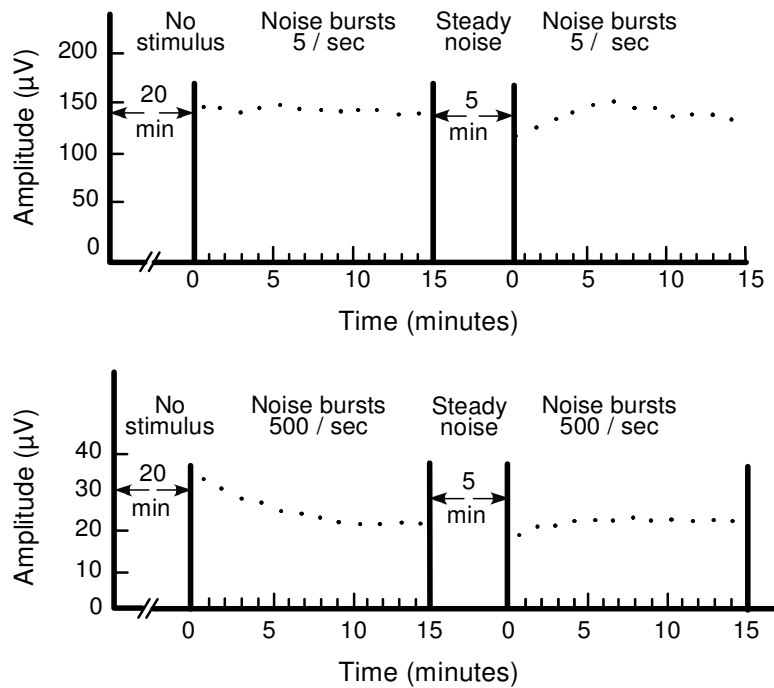 No
stimulus
Noise bursts
5 / sec
Steady
noise
Noise bursts
5 / sec
Amplitude (µV)
200
150
100
50
0
20
min
5
min
0 5 10 15 0 5 10 15
Time (minutes)
No
stimulus
Noise bursts
500 / sec
Steady
noise
Noise bursts
500 / sec
Amplitude (µV)
40
30
20
10
0
20
min
5
min
0 5 10 15 0 5 10 15
Time (minutes)